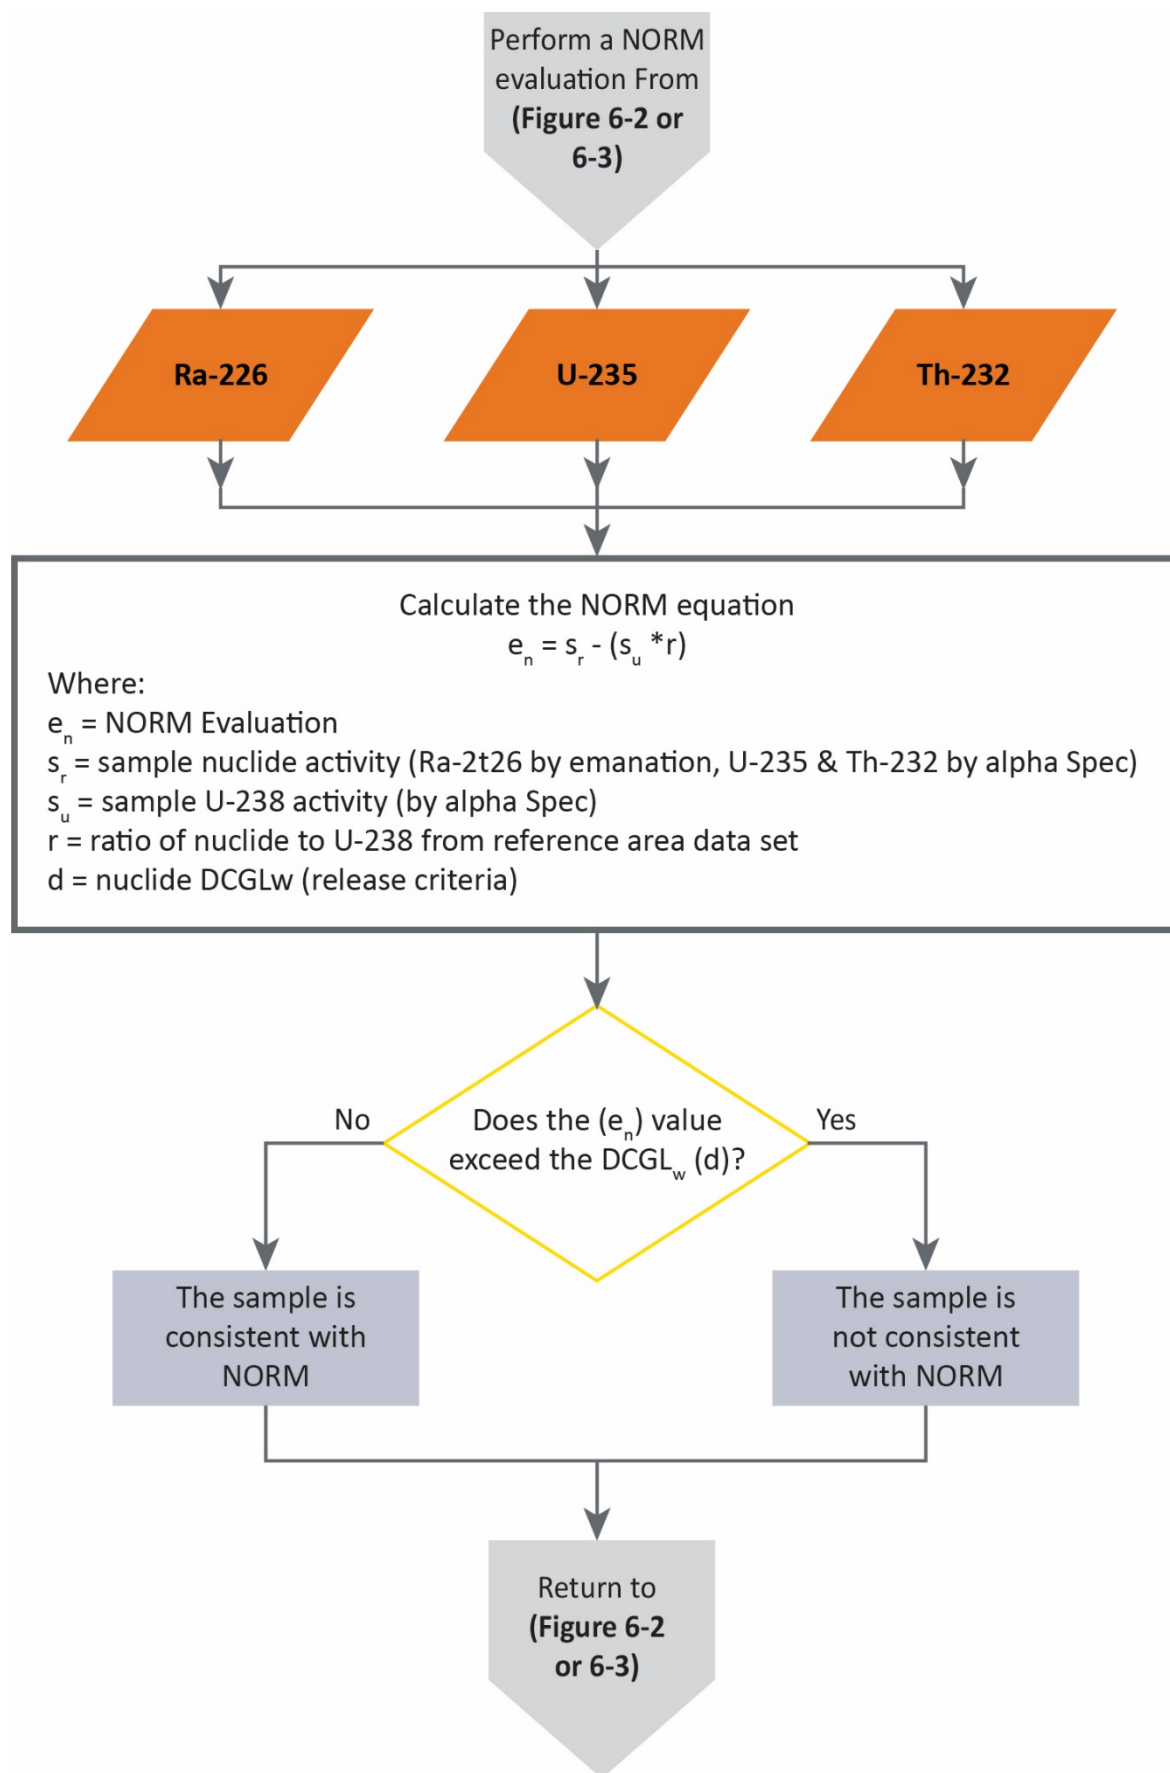 Perform a NORM
evaluation From
(Figure 6-2 or
6-3)
Ra-226
U-235
Th-232
Calculate the NORM equation
eₙ = sᵣ - (sᵤ *r)
Where:
eₙ = NORM Evaluation
sᵣ = sample nuclide activity (Ra-2t26 by emanation, U-235 & Th-232 by alpha Spec)
sᵤ = sample U-238 activity (by alpha Spec)
r = ratio of nuclide to U-238 from reference area data set
d = nuclide DCGLw (release criteria)
No
Does the (eₙ) value
exceed the DCGL_w (d)?
Yes
The sample is
consistent with
NORM
The sample is
not consistent
with NORM
Return to
(Figure 6-2
or 6-3)